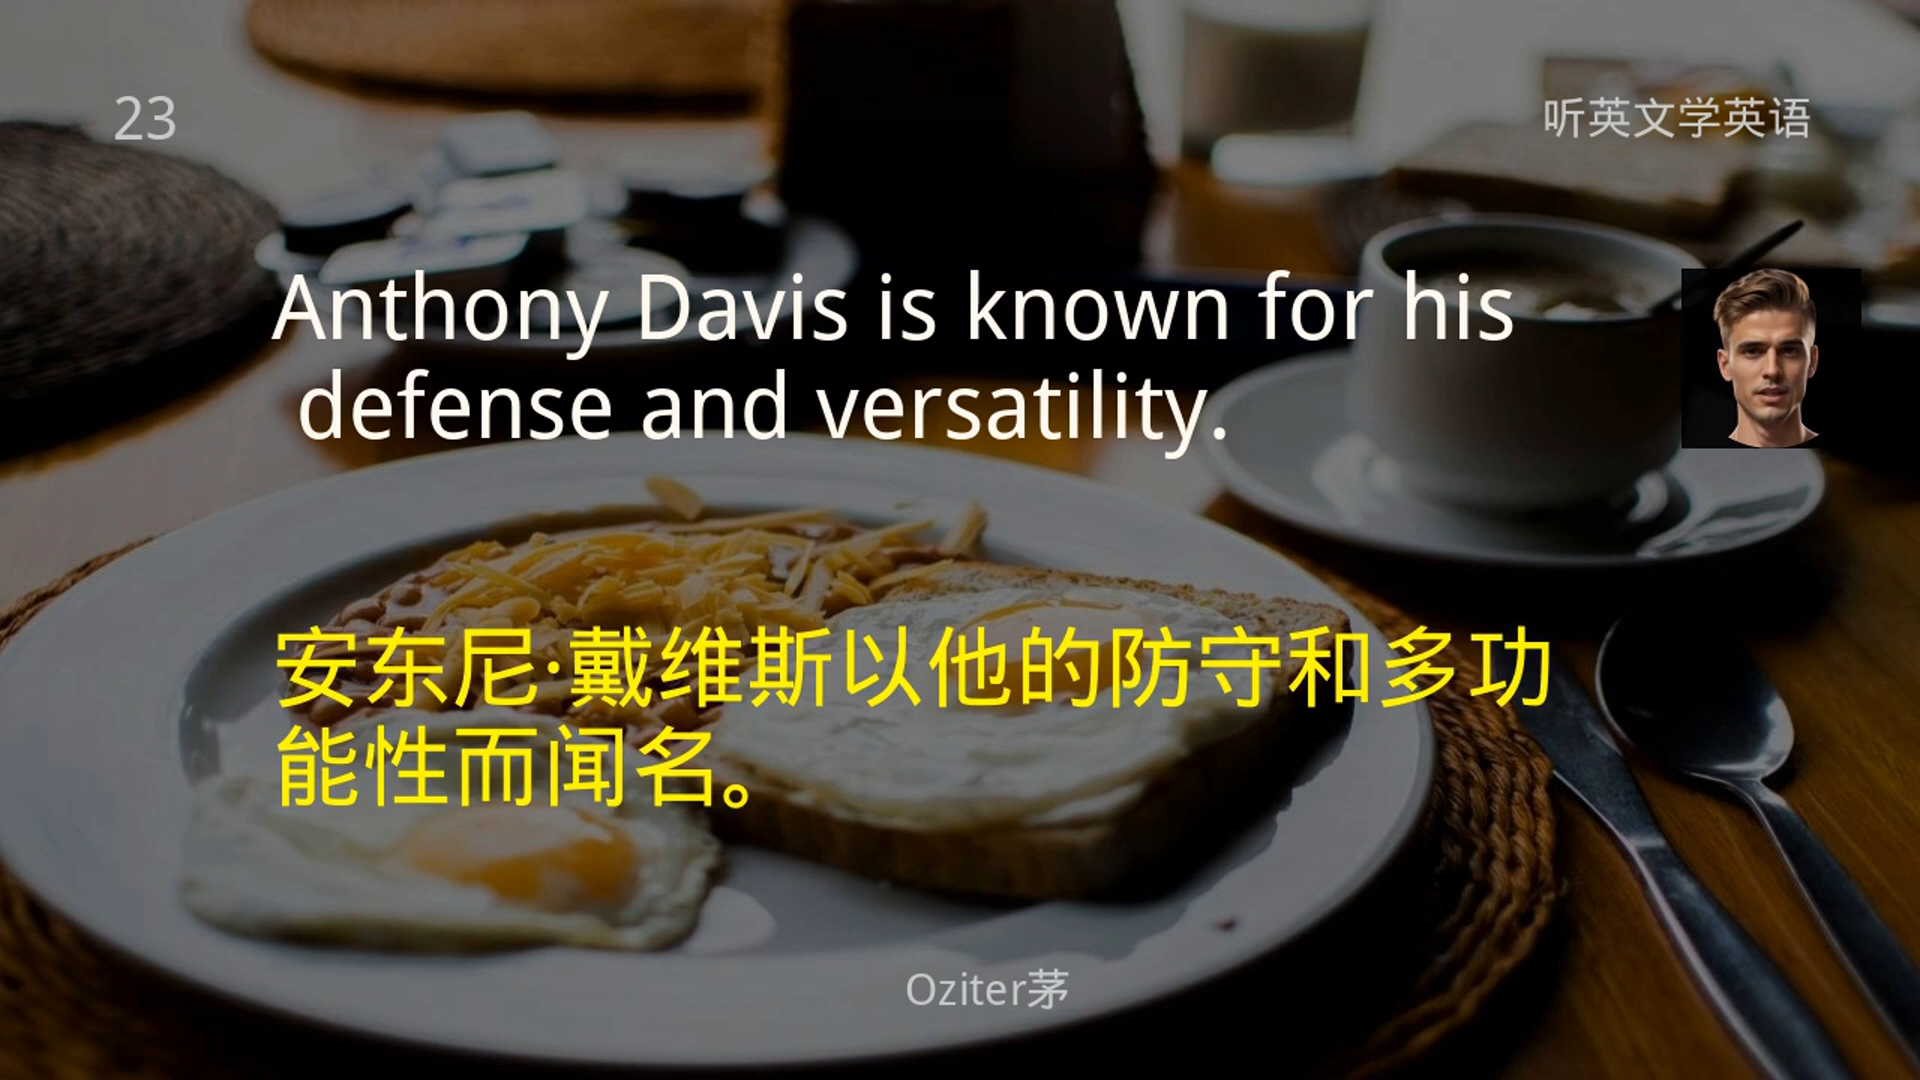 23
听英文学英语
Anthony Davis is known for his
defense and versatility.
安东尼·戴维斯以他的防守和多功
能性而闻名。
Oziter茅